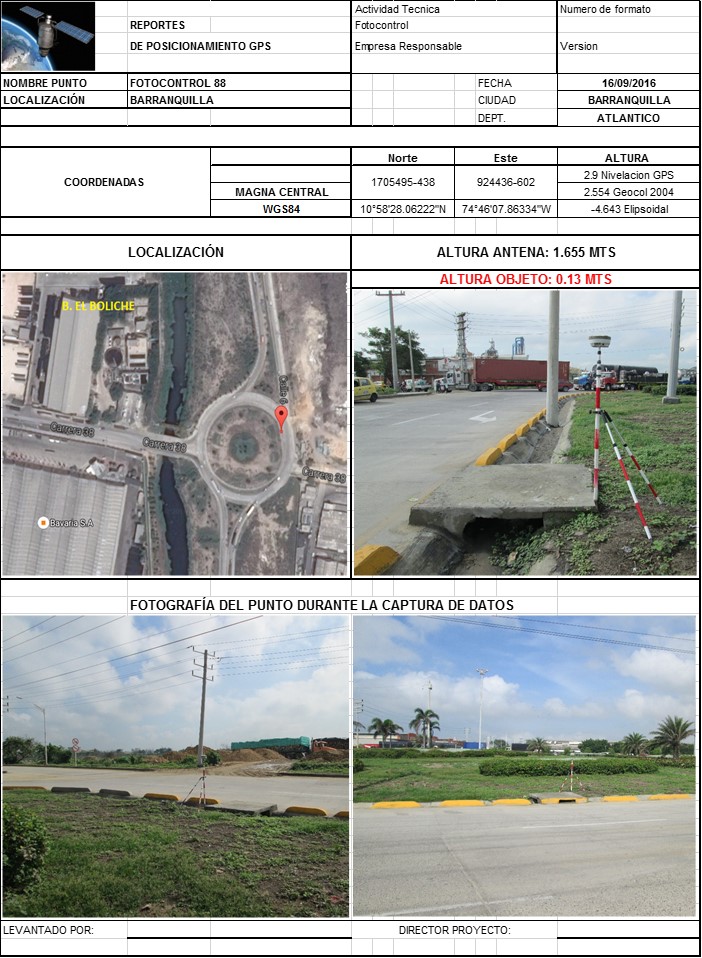 Actividad Tecnica
Numero de formato
REPORTES
Fotocontrol
DE POSICIONAMIENTO GPS
Empresa Responsable
Version
NOMBRE PUNTO
FOTOCONTROL 88
FECHA
16/09/2016
LOCALIZACIÓN
BARRANQUILLA
CIUDAD
BARRANQUILLA
DEPT.
ATLANTICO
COORDENADAS
Norte
Este
ALTURA
1705495-438
924436-602
2.9 Nivelacion GPS
MAGNA CENTRAL
2.554 Geocol 2004
WGS84
10°58'28.06222"N
74°46'07.86334"W
-4.643 Elipsoidal
LOCALIZACIÓN
ALTURA ANTENA: 1.655 MTS
ALTURA OBJETO: 0.13 MTS
B. EL BOLICHE
Calle 6
Carrera 38
Carrera 38
Carrera 38
Bavaria S.A
FOTOGRAFÍA DEL PUNTO DURANTE LA CAPTURA DE DATOS
LEVANTADO POR:
DIRECTOR PROYECTO: